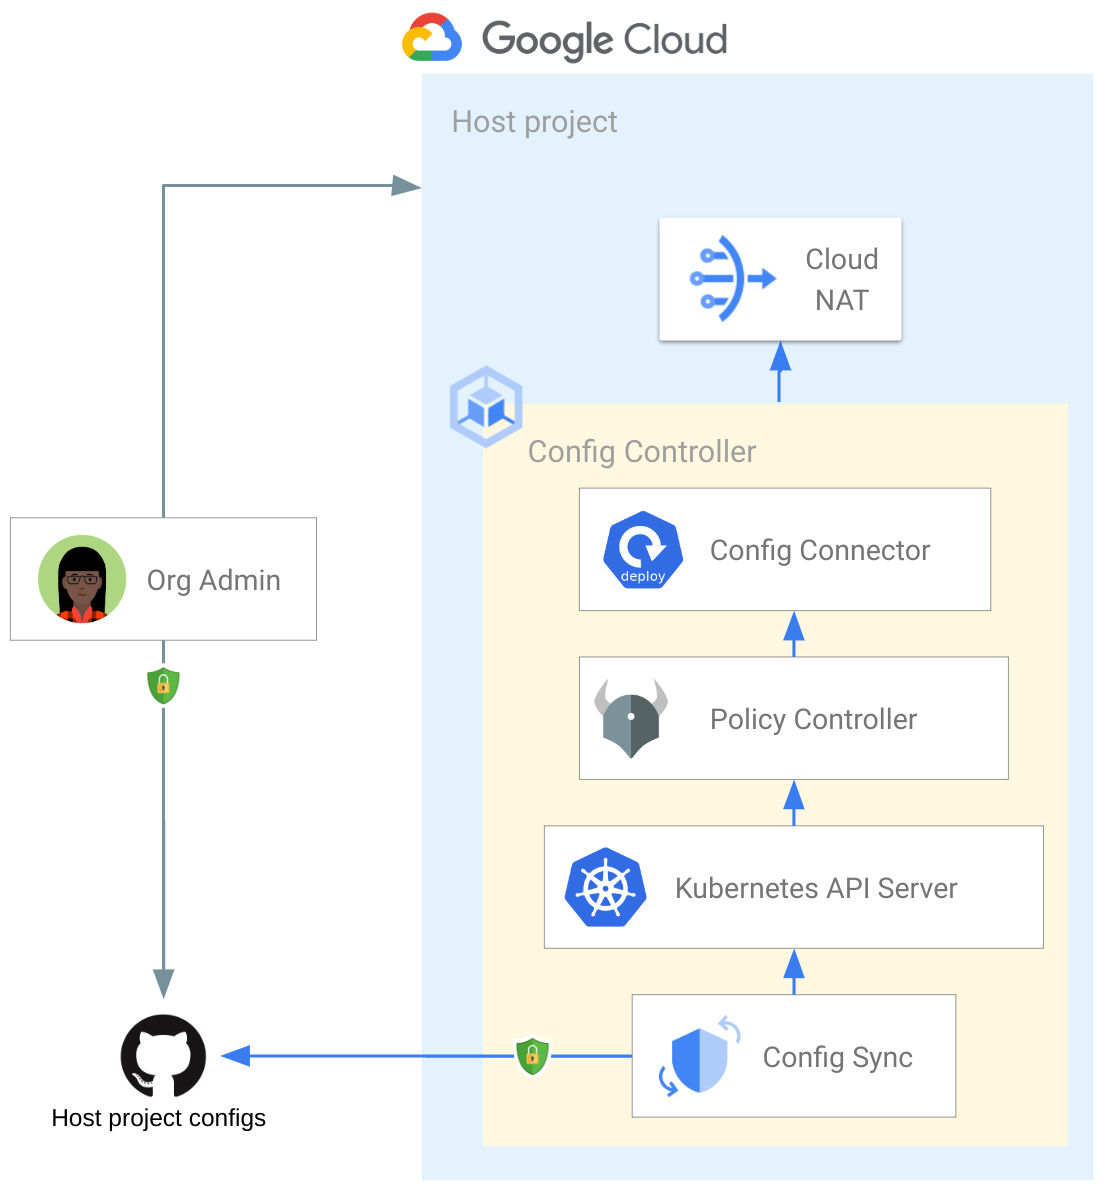 Google Cloud
Host project
Cloud
NAT
Config Controller
deploy
Config Connector
Org Admin
Policy Controller
Kubernetes API Server
Config Sync
Host project configs